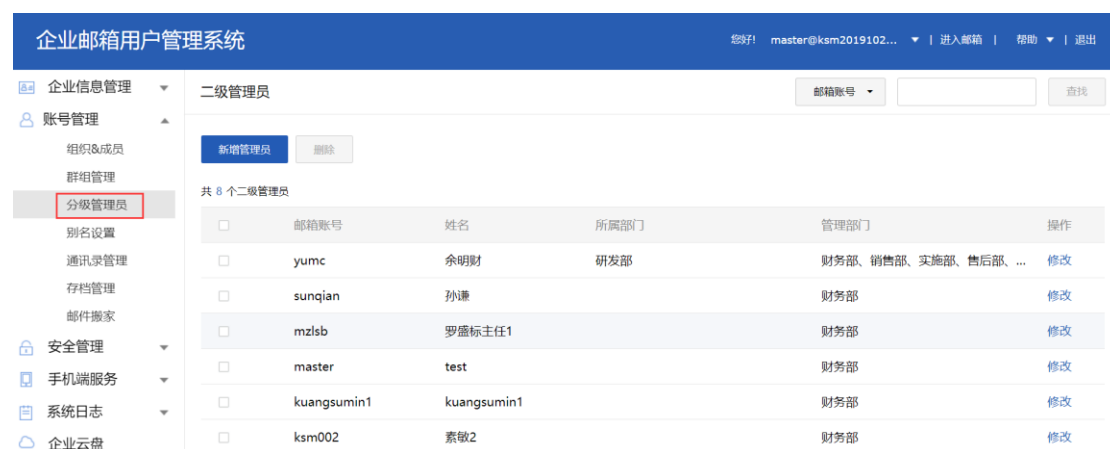 企业邮箱用户管理系统
您好! master@ksm2019102... ▼ | 进入邮箱 | 帮助 ▼ | 退出
企业信息管理
账号管理
组织&成员
群组管理
分级管理员
别名设置
通讯录管理
存档管理
邮件搬家
安全管理
手机端服务
系统日志
企业云盘
二级管理员 邮箱账号 查找
新增管理员 删除
共 8 个二级管理员
邮箱账号 姓名 所属部门 管理部门 操作
yumc 余明财 研发部 财务部、销售部、实施部、售后部、... 修改
sunqian 孙谦 财务部 修改
mzlsb 罗盛标主任1 财务部 修改
master test 财务部 修改
kuangsumin1 kuangsumin1 财务部 修改
ksm002 素敏2 财务部 修改